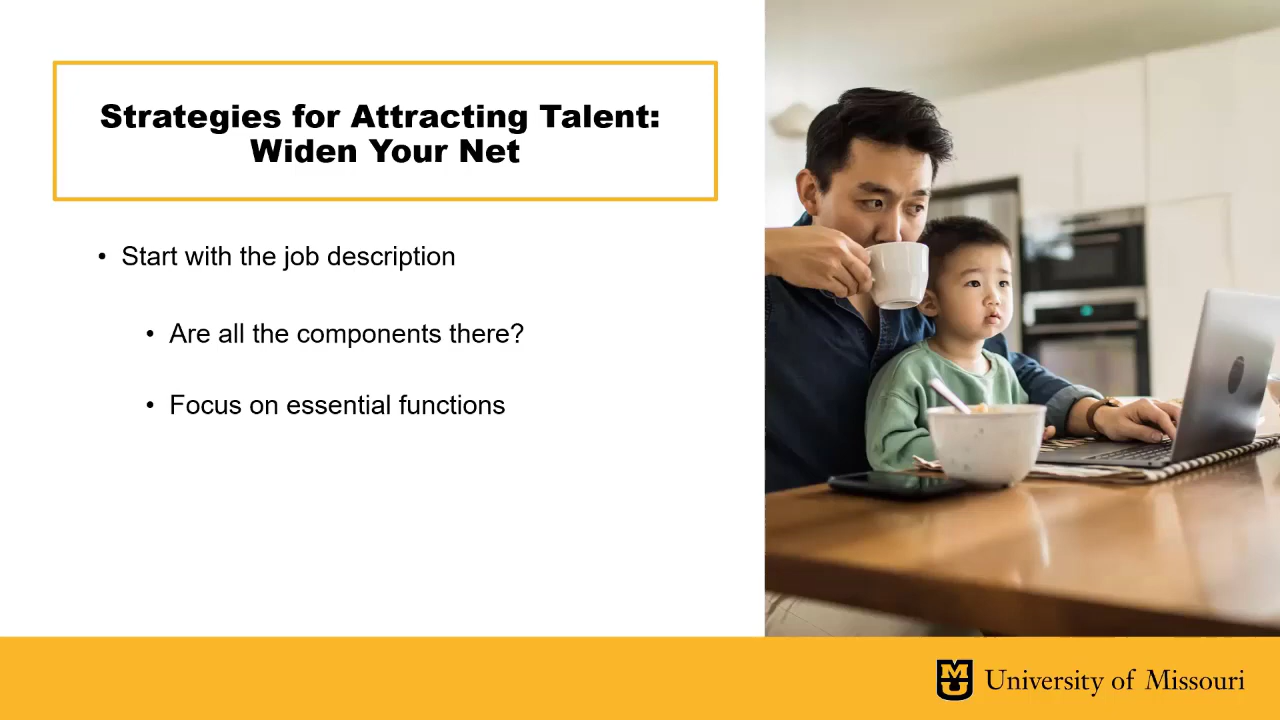 Strategies for Attracting Talent:
Widen Your Net
• Start with the job description
• Are all the components there?
• Focus on essential functions
MU
University of Missouri